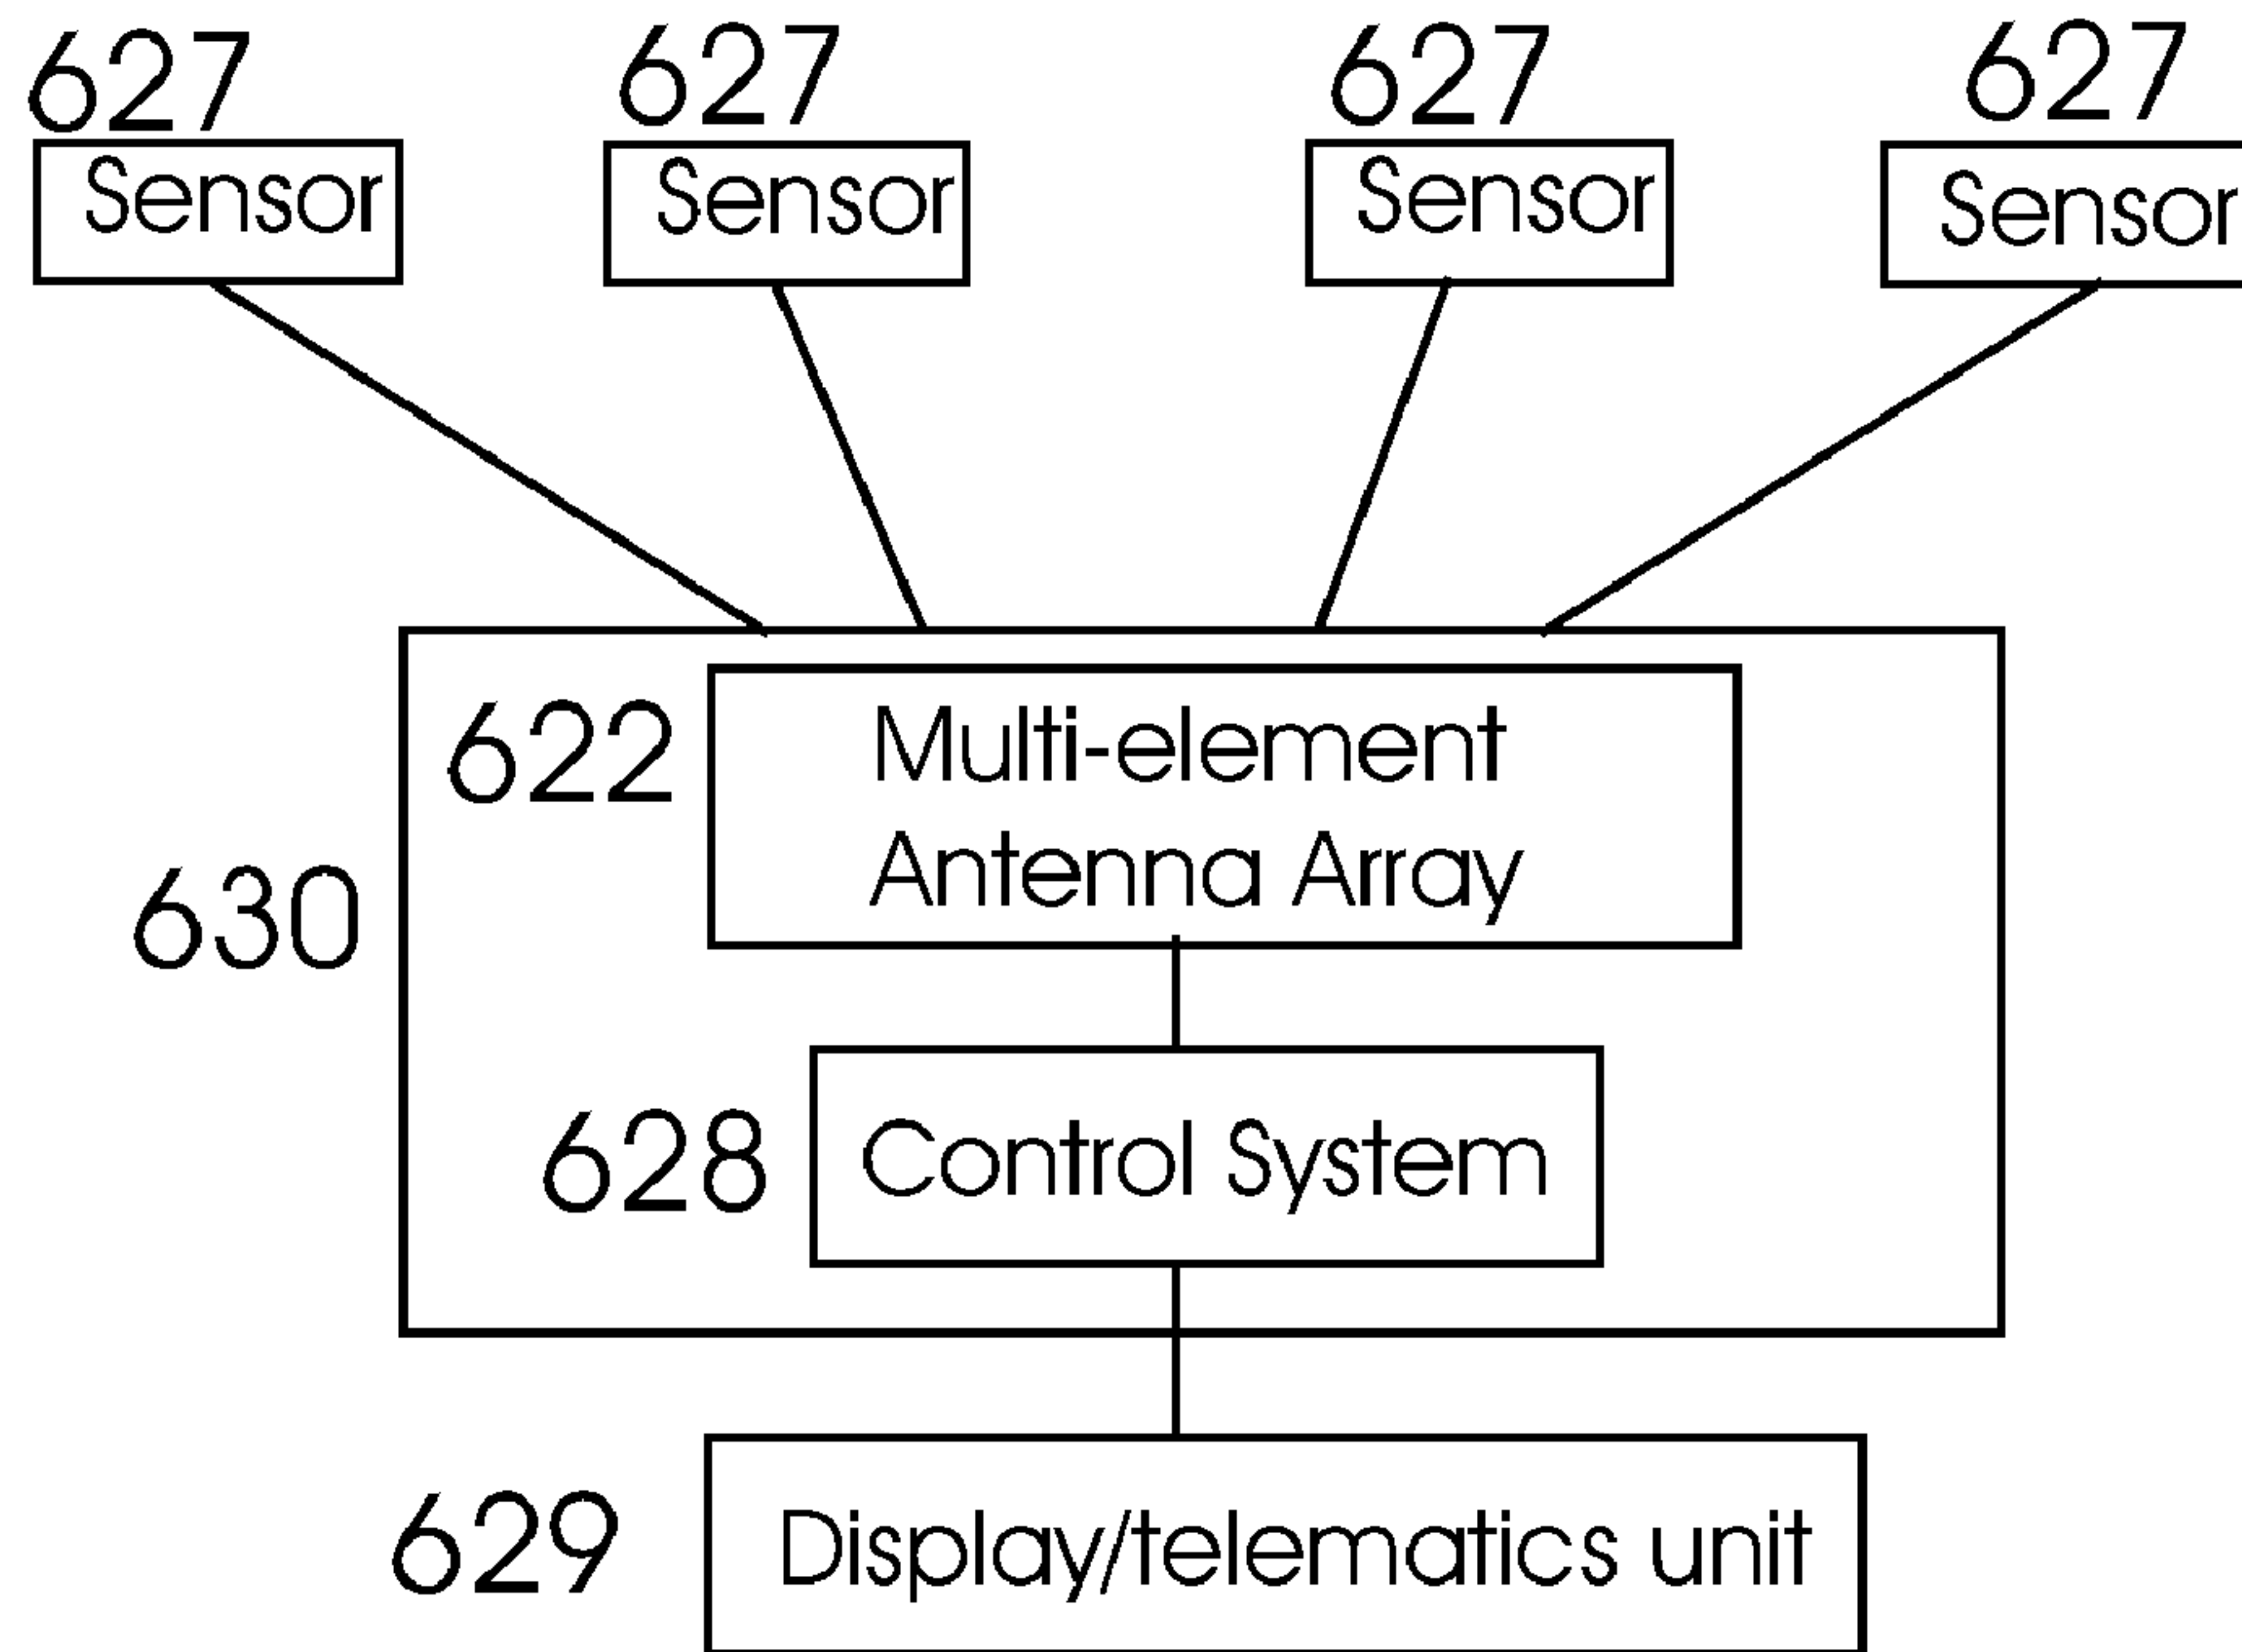 627 627 627 627
Sensor Sensor Sensor Sensor
622
Multi-element
Antenna Array
630
628 Control System
629 Display/telematics unit